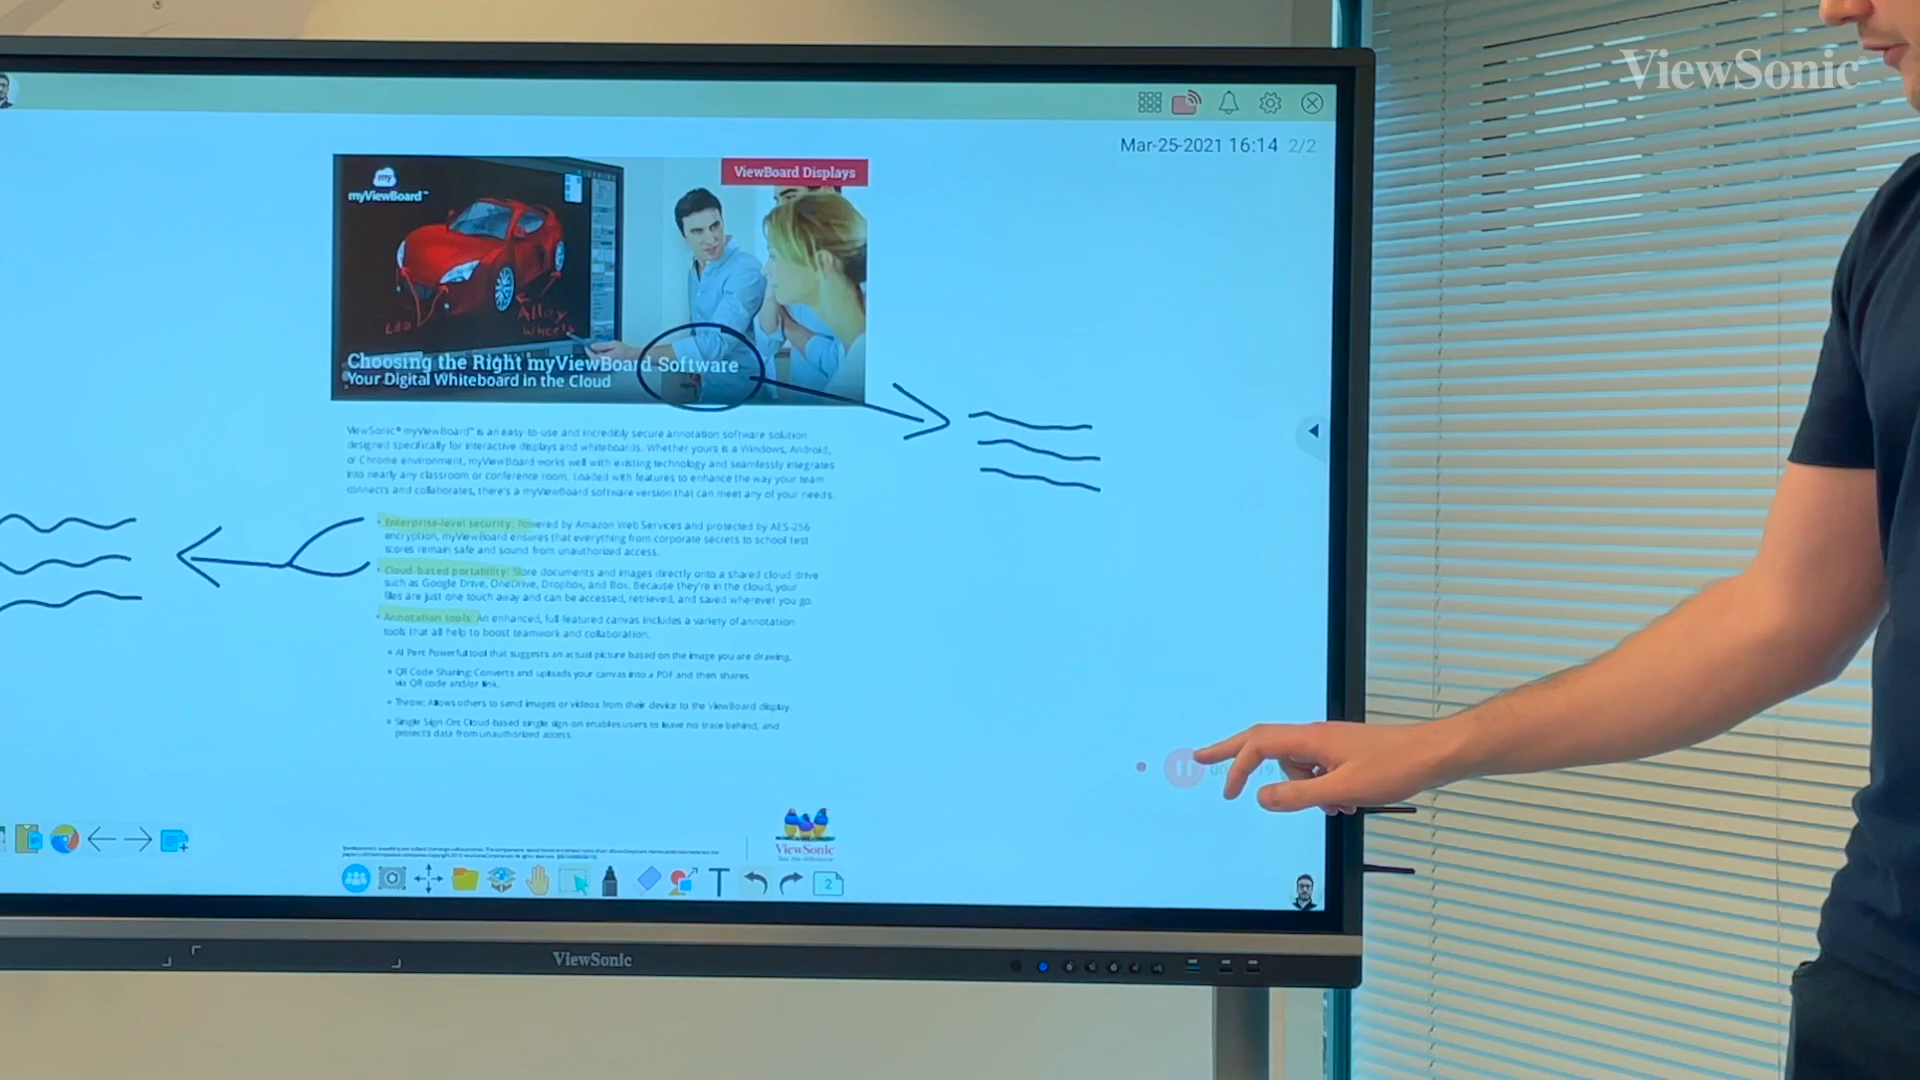 ViewSonic
Mar-25-2021 16:14 2/2
ViewBoard Displays
my
myViewBoard™
LED
Alloy
Wheels
Choosing the Right myViewBoard Software
Your Digital Whiteboard in the Cloud
ViewSonic® myViewBoard™ is an easy-to-use and incredibly secure annotation software solution
designed specifically for interactive displays and whiteboards. Whether yours is a Windows, Android,
or Chrome environment, myViewBoard works well with existing technology and seamlessly integrates
into nearly any classroom or conference room. Loaded with features to enhance the way your team
connects and collaborates, there's a myViewBoard software version that can meet any of your needs.
• Enterprise-level security: Powered by Amazon Web Services and protected by AES-256
encryption, myViewBoard ensures that everything from corporate secrets to school test
scores remain safe and sound from unauthorized access.
• Cloud-based portability: Store documents and images directly onto a shared cloud drive
such as Google Drive, OneDrive, Dropbox, and Box. Because they're in the cloud, your
files are just one touch away and can be accessed, retrieved, and saved wherever you go.
• Annotation tools: An enhanced, full featured canvas includes a variety of annotation
tools that all help to boost teamwork and collaboration.
AI Pen: Powerful tool that suggests an actual picture based on the image you are drawing.
QR Code Sharing: Converts and uploads your canvas into a PDF and then shares
via QR code and/or link.
Throw: Allows others to send images or videos from their device to the ViewBoard display.
Single Sign-On: Cloud-based single sign-on enables users to leave no trace behind, and
protects data from unauthorized access.
ViewSonic
See the difference
T
2
ViewSonic